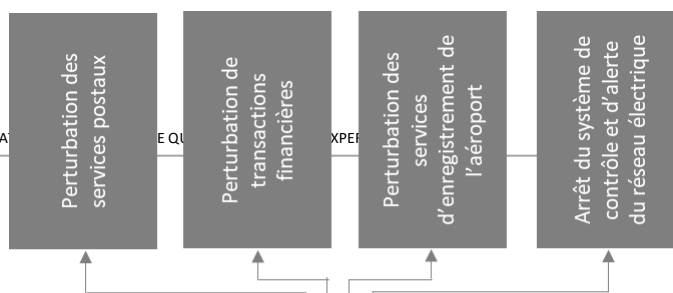 Perturbation des
services postaux
Perturbation de
transactions
financières
Perturbation des
services
d'enregistrement de
l'aéroport
Arrêt du système de
contrôle et d'alerte
du réseau électrique